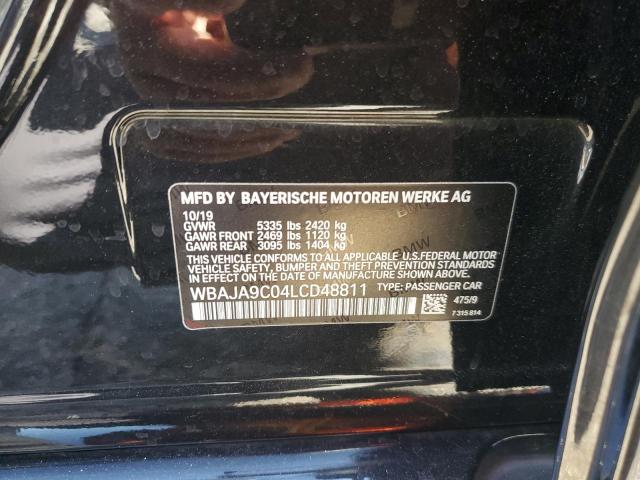 MFD BY BAYERISCHE MOTOREN WERKE AG
10/19
GVWR 5335 lbs 2420 kg
GAWR FRONT 2469 lbs 1120 kg
GAWR REAR 3095 lbs 1404 kg
THIS VEHICLE CONFORMS TO ALL APPLICABLE U.S.FEDERAL MOTOR
VEHICLE SAFETY, BUMPER AND THEFT PREVENTION STANDARDS
IN EFFECT ON THE DATE OF MANUFACTURE SHOWN ABOVE.
WBAJA9C04LCD48811 TYPE: PASSENGER CAR
475/9
7 315 814
BMW